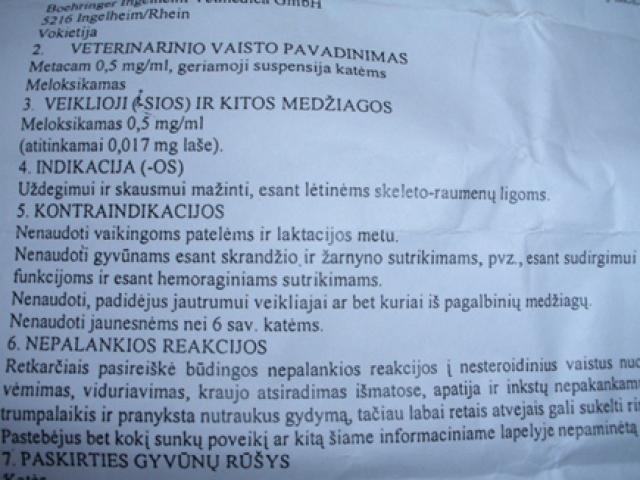 Boehringer Ingelheim Vetmedica GmbH
5216 Ingelheim/Rhein
Vokietija
2. VETERINARINIO VAISTO PAVADINIMAS
Metacam 0,5 mg/ml, geriamoji suspensija katėms
Meloksikamas
3. VEIKLIOJI (-SIOS) IR KITOS MEDŽIAGOS
Meloksikamas 0,5 mg/ml
(atitinkamai 0,017 mg laše).
4. INDIKACIJA (-OS)
Uždegimui ir skausmui mažinti, esant lėtinėms skeleto-raumenų ligoms.
5. KONTRAINDIKACIJOS
Nenaudoti vaikingoms patelėms ir laktacijos metu.
Nenaudoti gyvūnams esant skrandžio ir žarnyno sutrikimams, pvz., esant sudirgimui
funkcijoms ir esant hemoraginiams sutrikimams.
Nenaudoti, padidėjus jautrumui veikliajai ar bet kuriai iš pagalbinių medžiagų.
Nenaudoti jaunesnėms nei 6 sav. katėms.
6. NEPALANKIOS REAKCIJOS
Retkarčiais pasireiškė būdingos nepalankios reakcijos į nesteroidinius vaistus nuo
vėmimas, viduriavimas, kraujo atsiradimas išmatose, apatija ir inkstų nepakankam
trumpalaikis ir pranyksta nutraukus gydymą, tačiau labai retais atvejais gali sukelti
Pastebėjus bet kokį sunkų poveikį ar kitą šiame informaciniame lapelyje nepaminėtą
7. PASKIRTIES GYVŪNŲ RŪŠYS